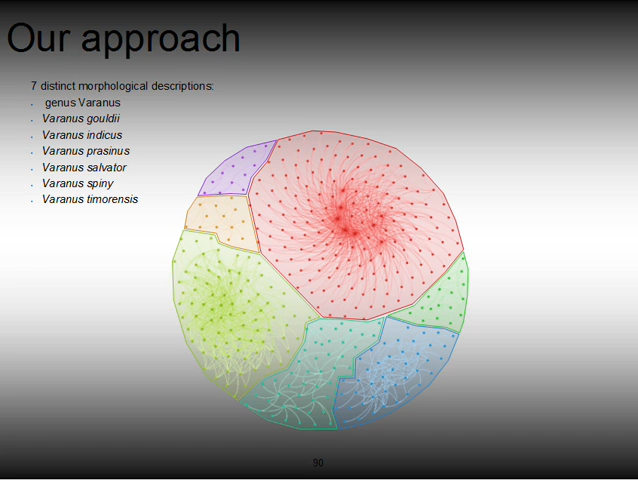 Our approach
7 distinct morphological descriptions:
· genus Varanus
· Varanus gouldii
· Varanus indicus
· Varanus prasinus
· Varanus salvator
· Varanus spiny
· Varanus timorensis
90